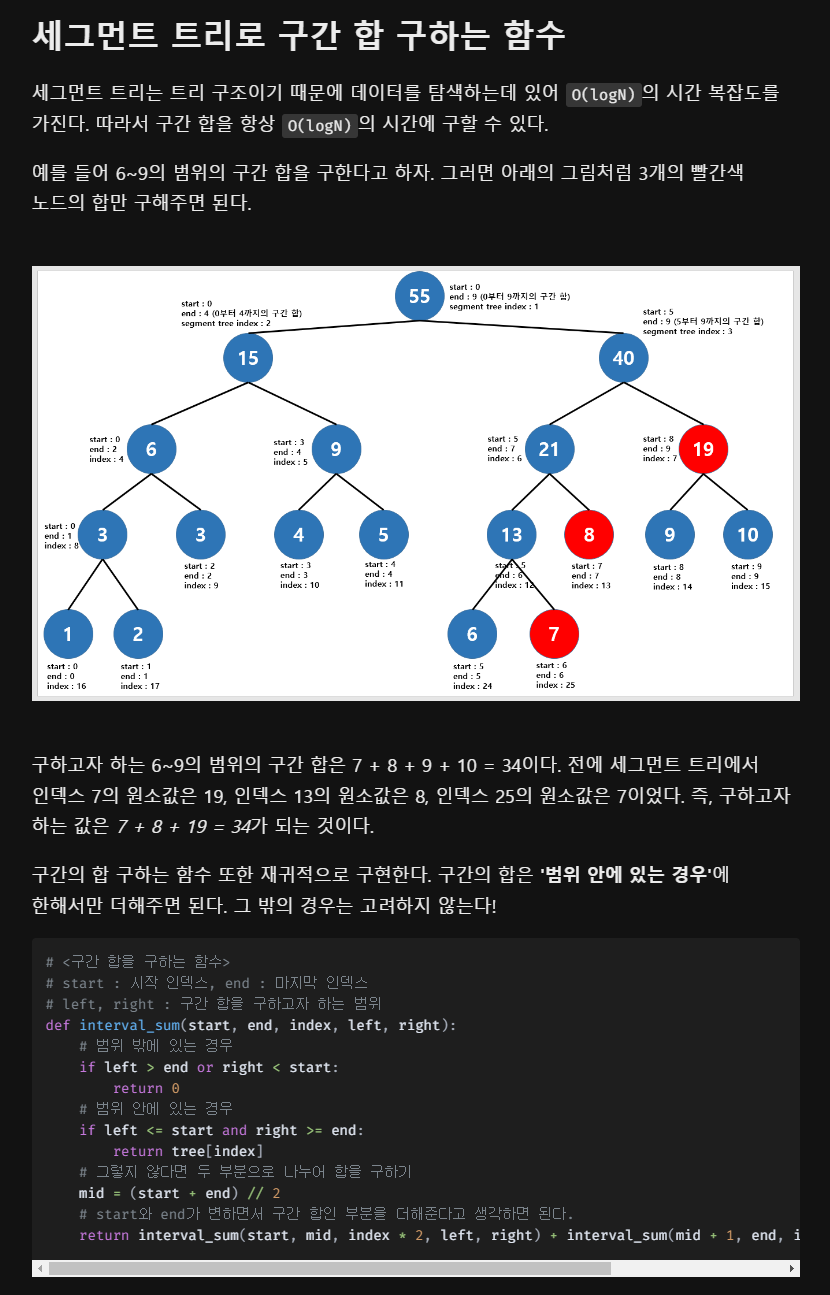 세그먼트 트리로 구간 합 구하는 함수
세그먼트 트리는 트리 구조이기 때문에 데이터를 탐색하는데 있어 O(logN)의 시간 복잡도를
가진다. 따라서 구간 합을 항상 O(logN)의 시간에 구할 수 있다.
예를 들어 6~9의 범위의 구간 합을 구한다고 하자. 그러면 아래의 그림처럼 3개의 빨간색
노드의 합만 구해주면 된다.
55
start : 0
end : 9 (0부터 9까지의 구간 합)
segment tree index : 1
start : 0
end : 4 (0부터 4까지의 구간 합)
segment tree index : 2
15
start : 5
end : 9 (5부터 9까지의 구간 합)
segment tree index : 3
40
start : 0
end : 2
index : 4
6
start : 3
end : 4
index : 5
9
start : 5
end : 7
index : 6
21
start : 8
end : 9
index : 7
19
start : 0
end : 1
index : 8
3
3
start : 2
end : 2
index : 9
4
start : 3
end : 3
index : 10
5
start : 4
end : 4
index : 11
13
start : 5
end : 6
index : 12
8
start : 7
end : 7
index : 13
9
start : 8
end : 8
index : 14
10
start : 9
end : 9
index : 15
1
start : 0
end : 0
index : 16
2
start : 1
end : 1
index : 17
6
start : 5
end : 5
index : 24
7
start : 6
end : 6
index : 25
구하고자 하는 6~9의 범위의 구간 합은 7 + 8 + 9 + 10 = 34이다. 전에 세그먼트 트리에서
인덱스 7의 원소값은 19, 인덱스 13의 원소값은 8, 인덱스 25의 원소값은 7이었다. 즉, 구하고자
하는 값은 7 + 8 + 19 = 34가 되는 것이다.
구간의 합 구하는 함수 또한 재귀적으로 구현한다. 구간의 합은 '범위 안에 있는 경우'에
한해서만 더해주면 된다. 그 밖의 경우는 고려하지 않는다!
# <구간 합을 구하는 함수>
# start : 시작 인덱스, end : 마지막 인덱스
# left, right : 구간 합을 구하고자 하는 범위
def interval_sum(start, end, index, left, right):
# 범위 밖에 있는 경우
if left > end or right < start:
return 0
# 범위 안에 있는 경우
if left <= start and right >= end:
return tree[index]
# 그렇지 않다면 두 부분으로 나누어 합을 구하기
mid = (start + end) // 2
# start와 end가 변하면서 구간 합인 부분을 더해준다고 생각하면 된다.
return interval_sum(start, mid, index * 2, left, right) + interval_sum(mid + 1, end, i